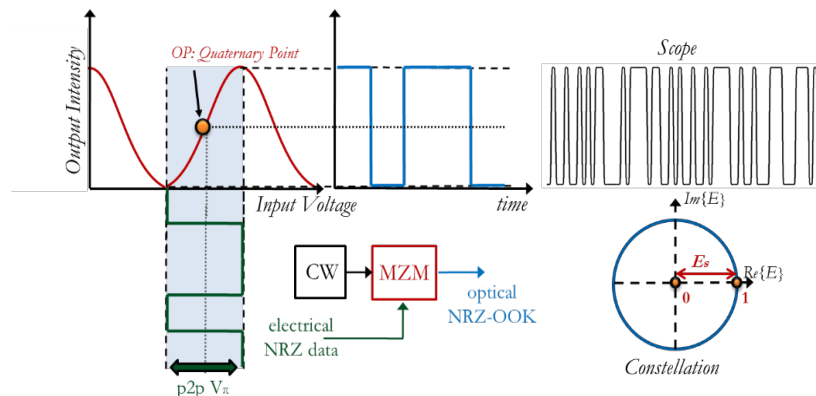 OP: Quaternary Point
Output Intensity
Input Voltage
time
Scope
Im{E}
Re{E}
Es
0
1
Constellation
CW
MZM
optical
NRZ-OOK
electrical
NRZ data
p2p Vπ